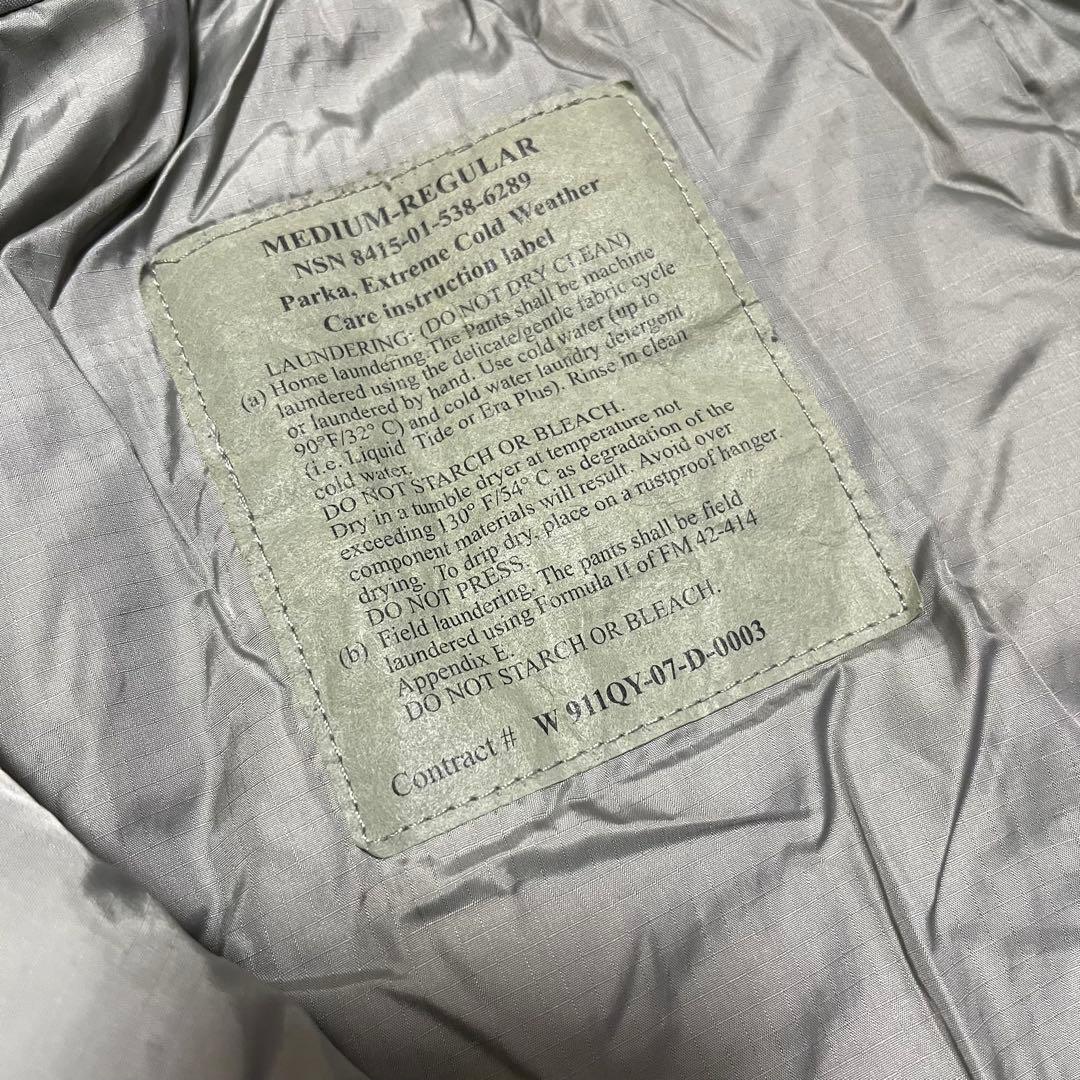 MEDIUM-REGULAR
NSN 8415-01-538-6289
Parka, Extreme Cold Weather
Care instruction label
LAUNDERING: (DO NOT DRY CLEAN)
(a) Home laundering. The Pants shall be machine
laundered using the delicate/gentle fabric cycle
or laundered by hand. Use cold water (up to
90°F/32° C) and cold water laundry detergent
(i.e. Liquid Tide or Era Plus). Rinse in clean
cold water.
DO NOT STARCH OR BLEACH.
Dry in a tumble dryer at temperature not
exceeding 130° F/54° C as degradation of the
component materials will result. Avoid over
drying. To drip dry, place on a rustproof hanger.
DO NOT PRESS.
(b) Field laundering. The pants shall be field
laundered using Formula II of FM 42-414
Appendix E.
DO NOT STARCH OR BLEACH.
Contract # W 911QY-07-D-0003